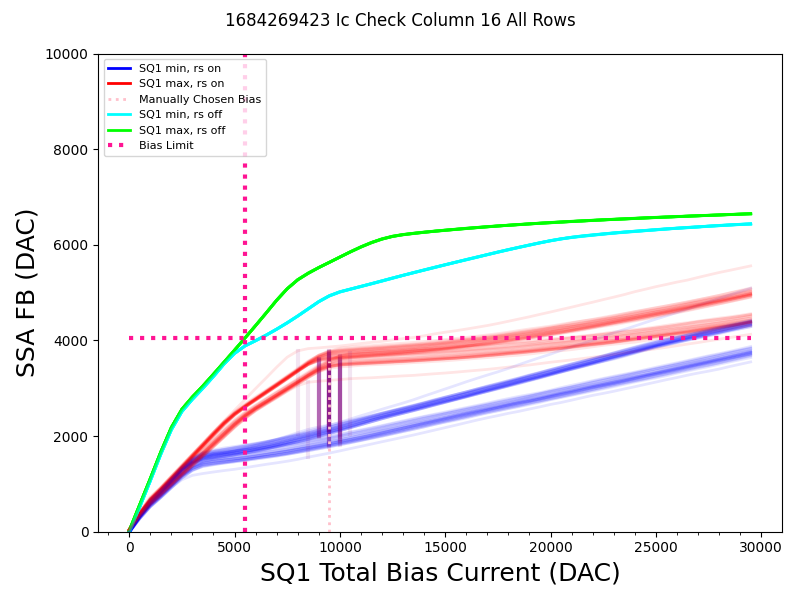 1684269423 Ic Check Column 16 All Rows
10000
8000
6000
4000
2000
0
SSA FB (DAC)
SQ1 min, rs on
SQ1 max, rs on
Manually Chosen Bias
SQ1 min, rs off
SQ1 max, rs off
Bias Limit
0 5000 10000 15000 20000 25000 30000
SQ1 Total Bias Current (DAC)